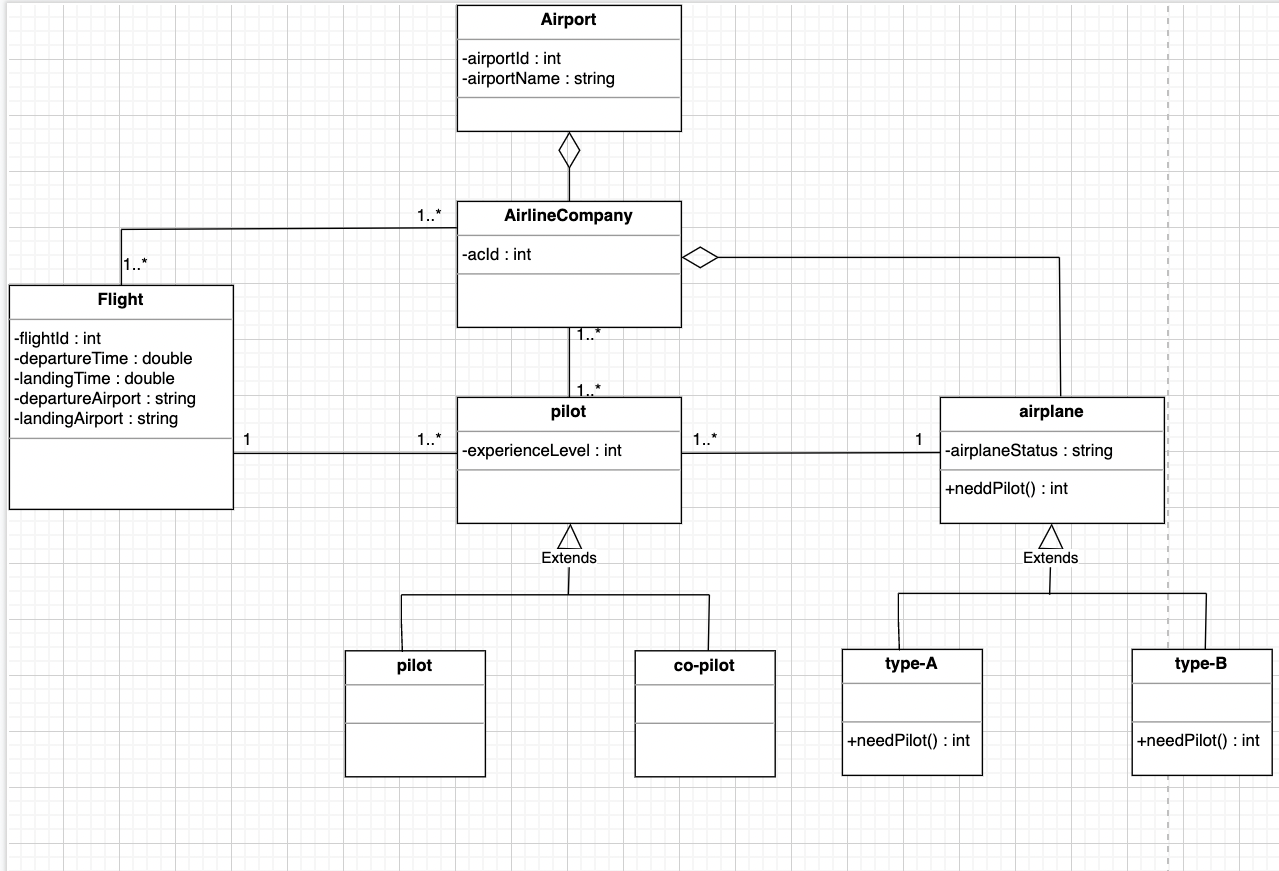 Airport
-airportId : int
-airportName : string
1..*
AirlineCompany
-acId : int
1..*
Flight
-flightId : int
-departureTime : double
-landingTime : double
-departureAirport : string
-landingAirport : string
1..*
1..*
pilot
-experienceLevel : int
1
1..*
1..*
1
airplane
-airplaneStatus : string
+neddPilot() : int
Extends
Extends
pilot
co-pilot
type-A
+needPilot() : int
type-B
+needPilot() : int